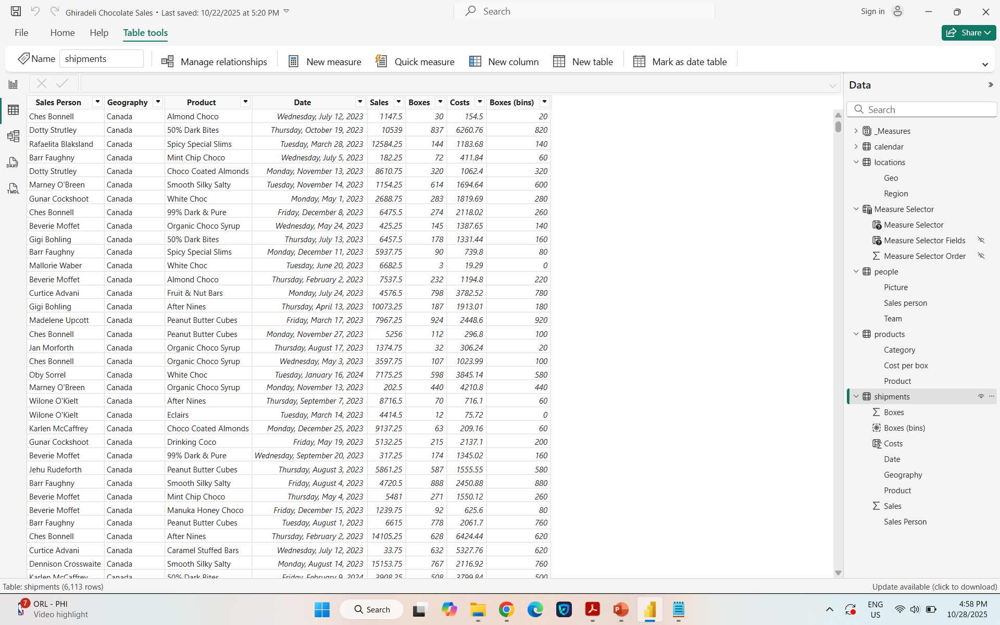 Ghiradeli Chocolate Sales • Last saved: 10/22/2025 at 5:20 PM
Search
Sign in
File Home Help Table tools
Share
Name shipments Manage relationships New measure Quick measure New column New table Mark as date table
Sales Person Geography Product Date Sales Boxes Costs Boxes (bins)
Ches Bonnell Canada Almond Choco Wednesday, July 12, 2023 1147.5 30 154.5 20
Dotty Strutley Canada 50% Dark Bites Thursday, October 19, 2023 10539 837 6260.76 820
Rafaelita Blaksland Canada Spicy Special Slims Tuesday, March 28, 2023 12584.25 144 1183.68 140
Barr Faughny Canada Mint Chip Choco Wednesday, July 5, 2023 182.25 72 411.84 60
Dotty Strutley Canada Choco Coated Almonds Monday, November 13, 2023 8610.75 320 1062.4 320
Marney O'Breen Canada Smooth Silky Salty Tuesday, November 14, 2023 1154.25 614 1694.64 600
Gunar Cockshoot Canada White Choc Monday, May 1, 2023 2688.75 283 1819.69 280
Ches Bonnell Canada 99% Dark & Pure Friday, December 8, 2023 6475.5 274 2118.02 260
Beverie Moffet Canada Organic Choco Syrup Wednesday, May 24, 2023 425.25 145 1387.65 140
Gigi Bohling Canada 50% Dark Bites Thursday, July 13, 2023 6457.5 178 1331.44 160
Barr Faughny Canada Spicy Special Slims Monday, December 11, 2023 5937.75 90 739.8 80
Mallorie Waber Canada White Choc Tuesday, June 20, 2023 6682.5 3 19.29 0
Beverie Moffet Canada Almond Choco Thursday, February 2, 2023 7537.5 232 1194.8 220
Curtice Advani Canada Fruit & Nut Bars Monday, July 24, 2023 4576.5 798 3782.52 780
Gigi Bohling Canada After Nines Thursday, April 13, 2023 10073.25 187 1913.01 180
Madelene Upcott Canada Peanut Butter Cubes Friday, March 17, 2023 7967.25 924 2448.6 920
Ches Bonnell Canada Peanut Butter Cubes Monday, November 27, 2023 5256 112 296.8 100
Jan Morforth Canada Organic Choco Syrup Thursday, August 17, 2023 1374.75 32 306.24 20
Ches Bonnell Canada Organic Choco Syrup Wednesday, May 3, 2023 3597.75 107 1023.99 100
Oby Sorrel Canada White Choc Tuesday, January 16, 2024 7175.25 598 3845.14 580
Marney O'Breen Canada Organic Choco Syrup Monday, November 13, 2023 202.5 440 4210.8 440
Wilone O'Kielt Canada After Nines Thursday, September 7, 2023 8716.5 70 716.1 60
Wilone O'Kielt Canada Eclairs Tuesday, March 14, 2023 4414.5 12 75.72 0
Karlen McCaffrey Canada Choco Coated Almonds Monday, December 25, 2023 9137.25 63 209.16 60
Gunar Cockshoot Canada Drinking Coco Friday, May 19, 2023 5132.25 215 2137.1 200
Beverie Moffet Canada 99% Dark & Pure Wednesday, September 20, 2023 317.25 174 1345.02 160
Jehu Rudeforth Canada Peanut Butter Cubes Thursday, August 3, 2023 5861.25 587 1555.55 580
Barr Faughny Canada Smooth Silky Salty Friday, August 4, 2023 4720.5 888 2450.88 880
Beverie Moffet Canada Mint Chip Choco Thursday, May 4, 2023 5481 271 1550.12 260
Beverie Moffet Canada Manuka Honey Choco Friday, December 15, 2023 1239.75 92 625.6 80
Barr Faughny Canada Peanut Butter Cubes Tuesday, August 1, 2023 6615 778 2061.7 760
Ches Bonnell Canada After Nines Thursday, February 2, 2023 14105.25 628 6424.44 620
Curtice Advani Canada Caramel Stuffed Bars Wednesday, July 12, 2023 33.75 632 5327.76 620
Dennison Crosswaite Canada Smooth Silky Salty Monday, August 14, 2023 15153.75 767 2116.92 760
Karlen McCaffrey Canada 50% Dark Bites Friday, February 9, 2024 3908.25 508 3799.84 500
Data
Search
_Measures
calendar
locations
Geo
Region
Measure Selector
Measure Selector
Measure Selector Fields
Measure Selector Order
people
Picture
Sales person
Team
products
Category
Cost per box
Product
shipments
Boxes
Boxes (bins)
Costs
Date
Geography
Product
Sales
Sales Person
DAX
TMDL
Table: shipments (6,113 rows)
Update available (click to download)
7
ORL - PHI
Video highlight
Search
ENG
US
4:58 PM
10/28/2025